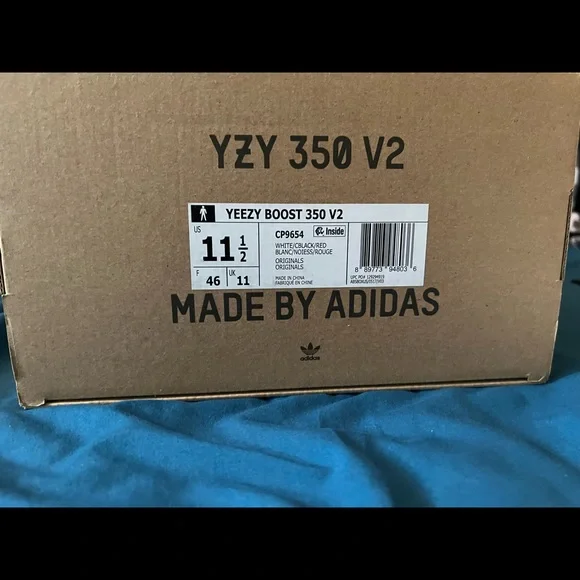 YZY 350 V2
YEEZY BOOST 350 V2
US
11 1/2
F
46
UK
11
CP9654
Inside
WHITE/CBLACK/RED
BLANC/NOIESS/ROUGE
ORIGINALS
ORIGINALS
MADE IN CHINA
FABRIQUÉ EN CHINE
8 89773 94803 6
MADE BY ADIDAS
adidas